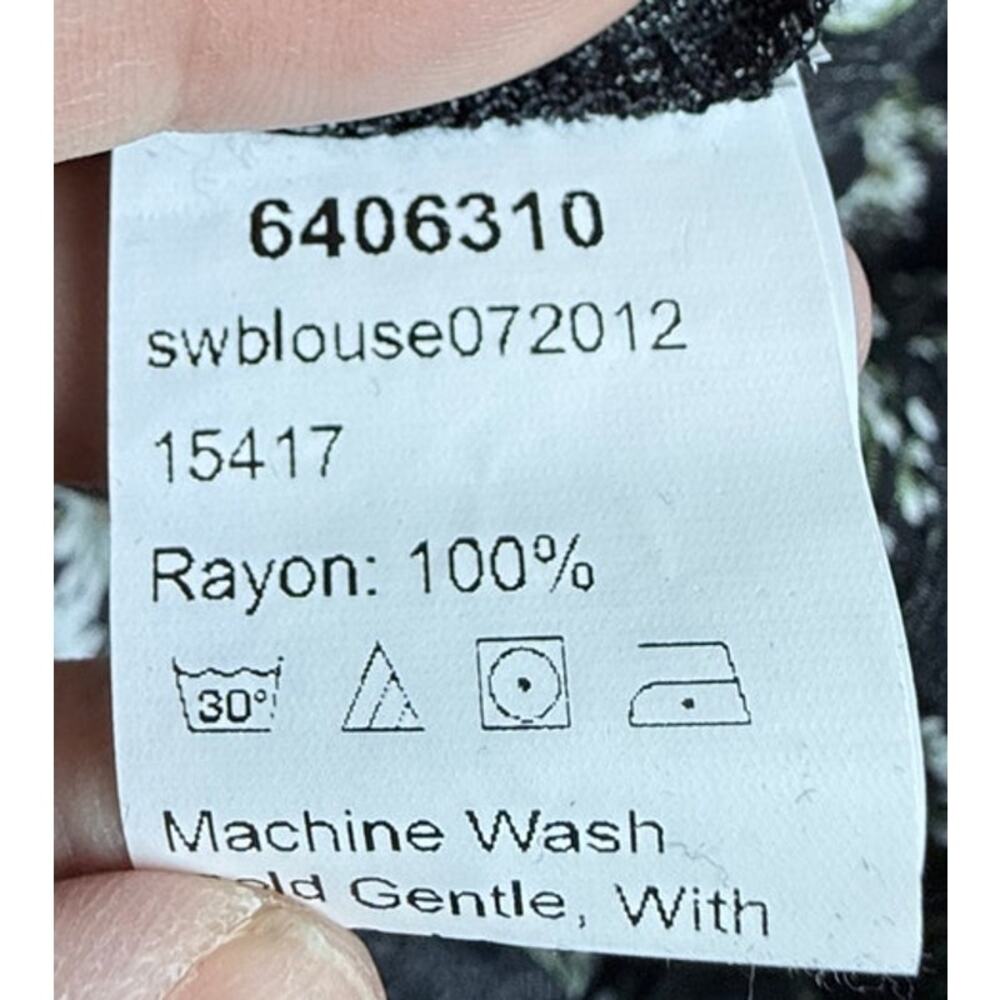 6406310
swblouse072012
15417
Rayon: 100%
30°
Machine Wash
Gentle, With